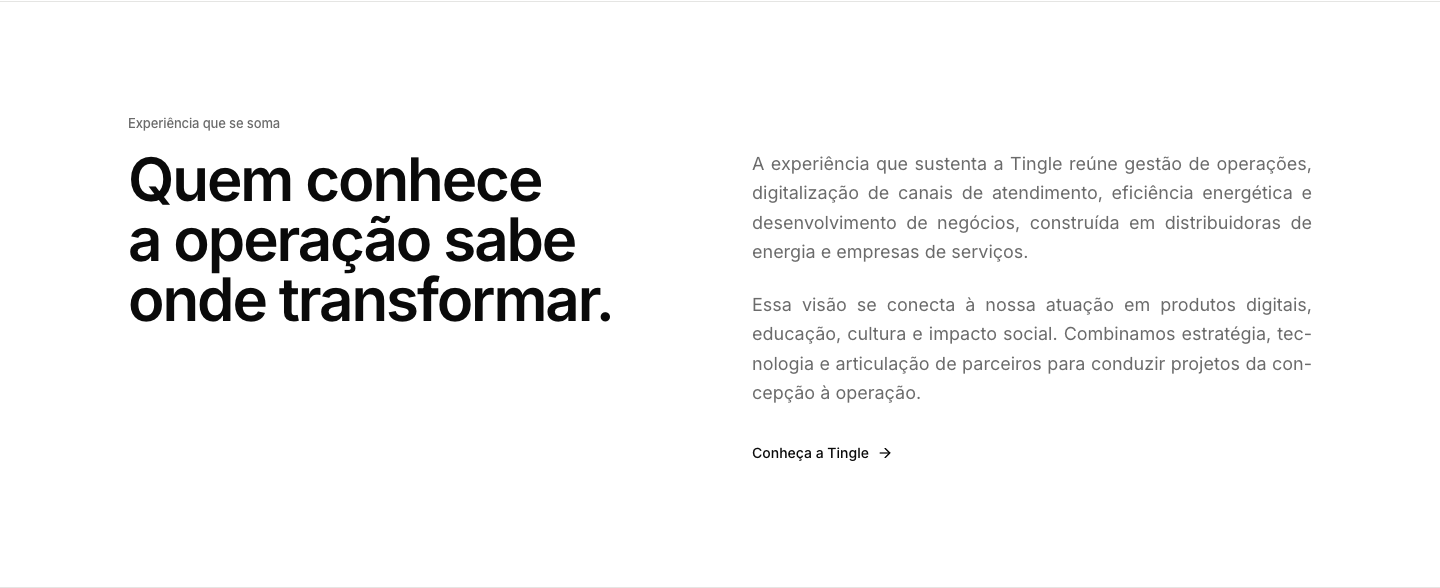 Experiência que se soma
Quem conhece
a operação sabe
onde transformar.
A experiência que sustenta a Tingle reúne gestão de operações,
digitalização de canais de atendimento, eficiência energética e
desenvolvimento de negócios, construída em distribuidoras de
energia e empresas de serviços.
Essa visão se conecta à nossa atuação em produtos digitais,
educação, cultura e impacto social. Combinamos estratégia, tec-
nologia e articulação de parceiros para conduzir projetos da con-
cepção à operação.
Conheça a Tingle →